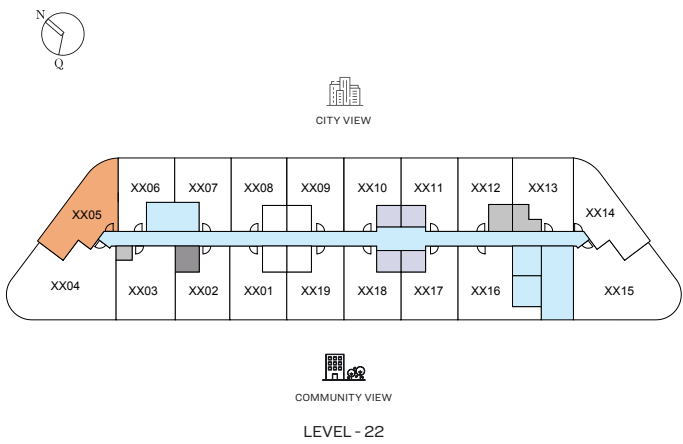 N
Q
CITY VIEW
XX06 XX07 XX08 XX09 XX10 XX11 XX12 XX13
XX05 XX14
XX04 XX03 XX02 XX01 XX19 XX18 XX17 XX16 XX15
COMMUNITY VIEW
LEVEL - 22